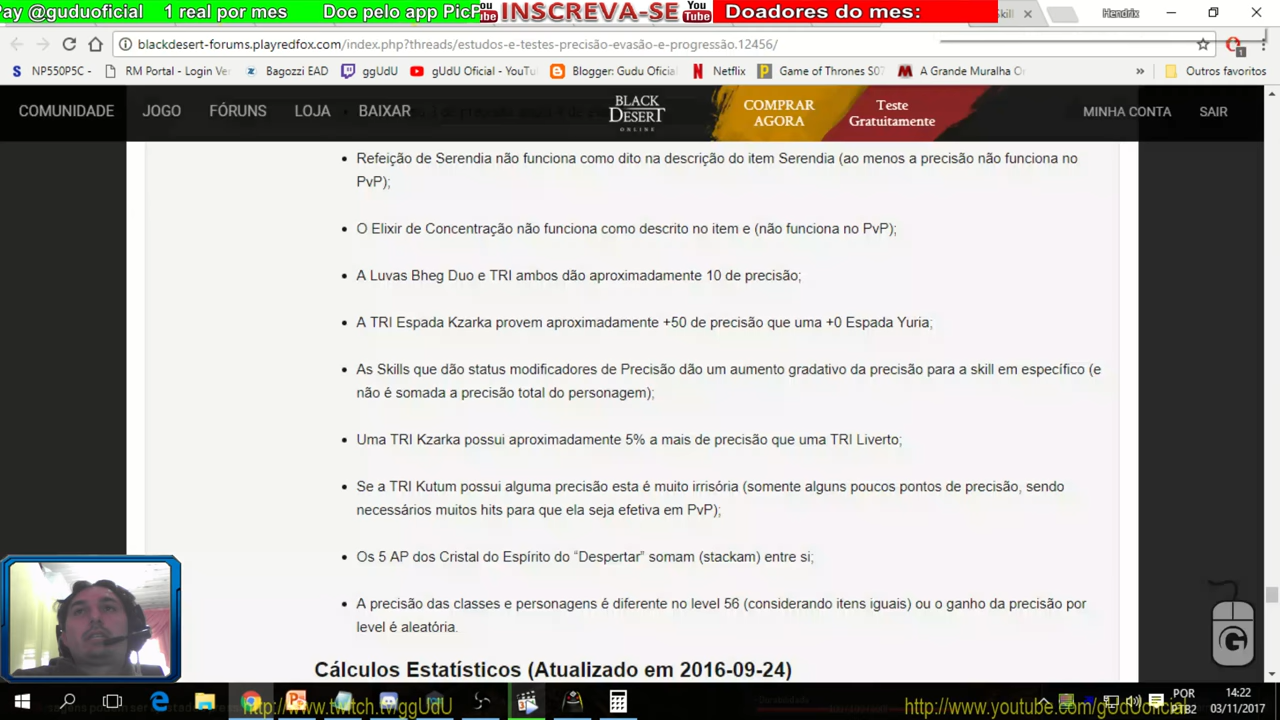 Pay @guduoficial 1 real por mes Doe pelo app PicP
You Tube INSCREVA-SE You Tube Doadores do mes:
Skil
Hendrix
blackdesert-forums.playredfox.com/index.php?threads/estudos-e-testes-precisão-evasão-e-progressão.12456/
1
NP550P5C - RM Portal - Login Ve Bagozzi EAD ggUdU gUdU Oficial - YouTu Blogger: Gudu Oficial Netflix Game of Thrones S07 A Grande Muralha On » Outros favoritos
COMUNIDADE JOGO FÓRUNS LOJA BAIXAR
BLACK DESERT ONLINE
COMPRAR AGORA
Teste Gratuitamente
MINHA CONTA SAIR
• Refeição de Serendia não funciona como dito na descrição do item Serendia (ao menos a precisão não funciona no
PvP);
• O Elixir de Concentração não funciona como descrito no item e (não funciona no PvP);
• A Luvas Bheg Duo e TRI ambos dão aproximadamente 10 de precisão;
• A TRI Espada Kzarka provem aproximadamente +50 de precisão que uma +0 Espada Yuria;
• As Skills que dão status modificadores de Precisão dão um aumento gradativo da precisão para a skill em específico (e
não é somada a precisão total do personagem);
• Uma TRI Kzarka possui aproximadamente 5% a mais de precisão que uma TRI Liverto;
• Se a TRI Kutum possui alguma precisão esta é muito irrisória (somente alguns poucos pontos de precisão, sendo
necessários muitos hits para que ela seja efetiva em PvP);
• Os 5 AP dos Cristal do Espírito do “Despertar” somam (stackam) entre si;
• A precisão das classes e personagens é diferente no level 56 (considerando itens iguais) ou o ganho da precisão por
level é aleatória.
Cálculos Estatísticos (Atualizado em 2016-09-24)
G
http://www.twitch.tv/ggUdU
http://www.youtube.com/guduoficial
POR
PTB2
14:22
03/11/2017